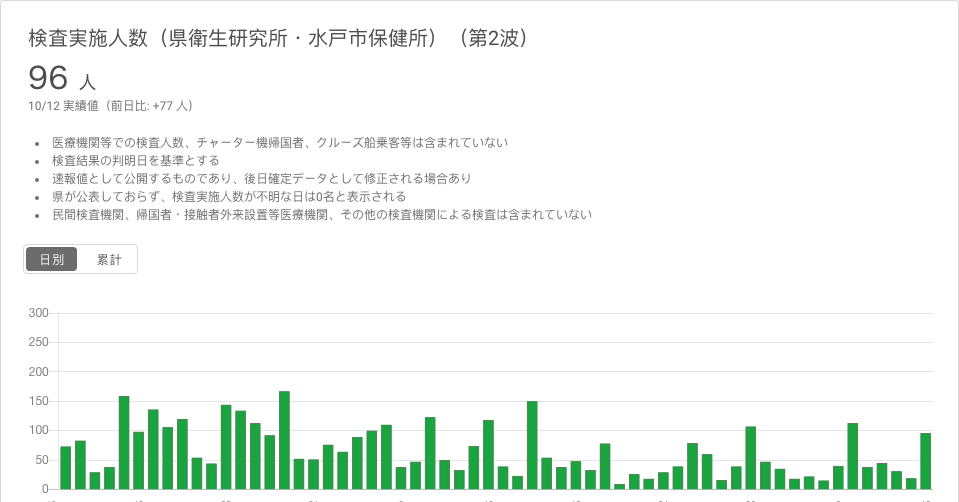 検査実施人数（県衛生研究所・水戸市保健所）（第2波）
96 人
10/12 実績値（前日比: +77 人）
医療機関等での検査人数、チャーター機帰国者、クルーズ船乗客等は含まれていない
検査結果の判明日を基準とする
速報値として公開するものであり、後日確定データとして修正される場合あり
県が公表しておらず、検査実施人数が不明な日は0名と表示される
民間検査機関、帰国者・接触者外来設置等医療機関、その他の検査機関による検査は含まれていない
日別 累計
300
250
200
150
100
50
0